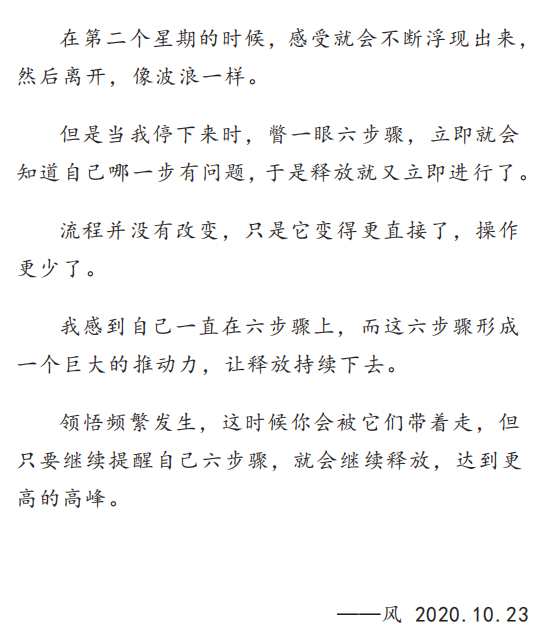 在第二个星期的时候，感受就会不断浮现出来，
然后离开，像波浪一样。
但是当我停下来时，瞥一眼六步骤，立即就会
知道自己哪一步有问题，于是释放就又立即进行了。
流程并没有改变，只是它变得更直接了，操作
更少了。
我感到自己一直在六步骤上，而这六步骤形成
一个巨大的推动力，让释放持续下去。
领悟频繁发生，这时候你会被它们带着走，但
只要继续提醒自己六步骤，就会继续释放，达到更
高的高峰。
——风 2020.10.23